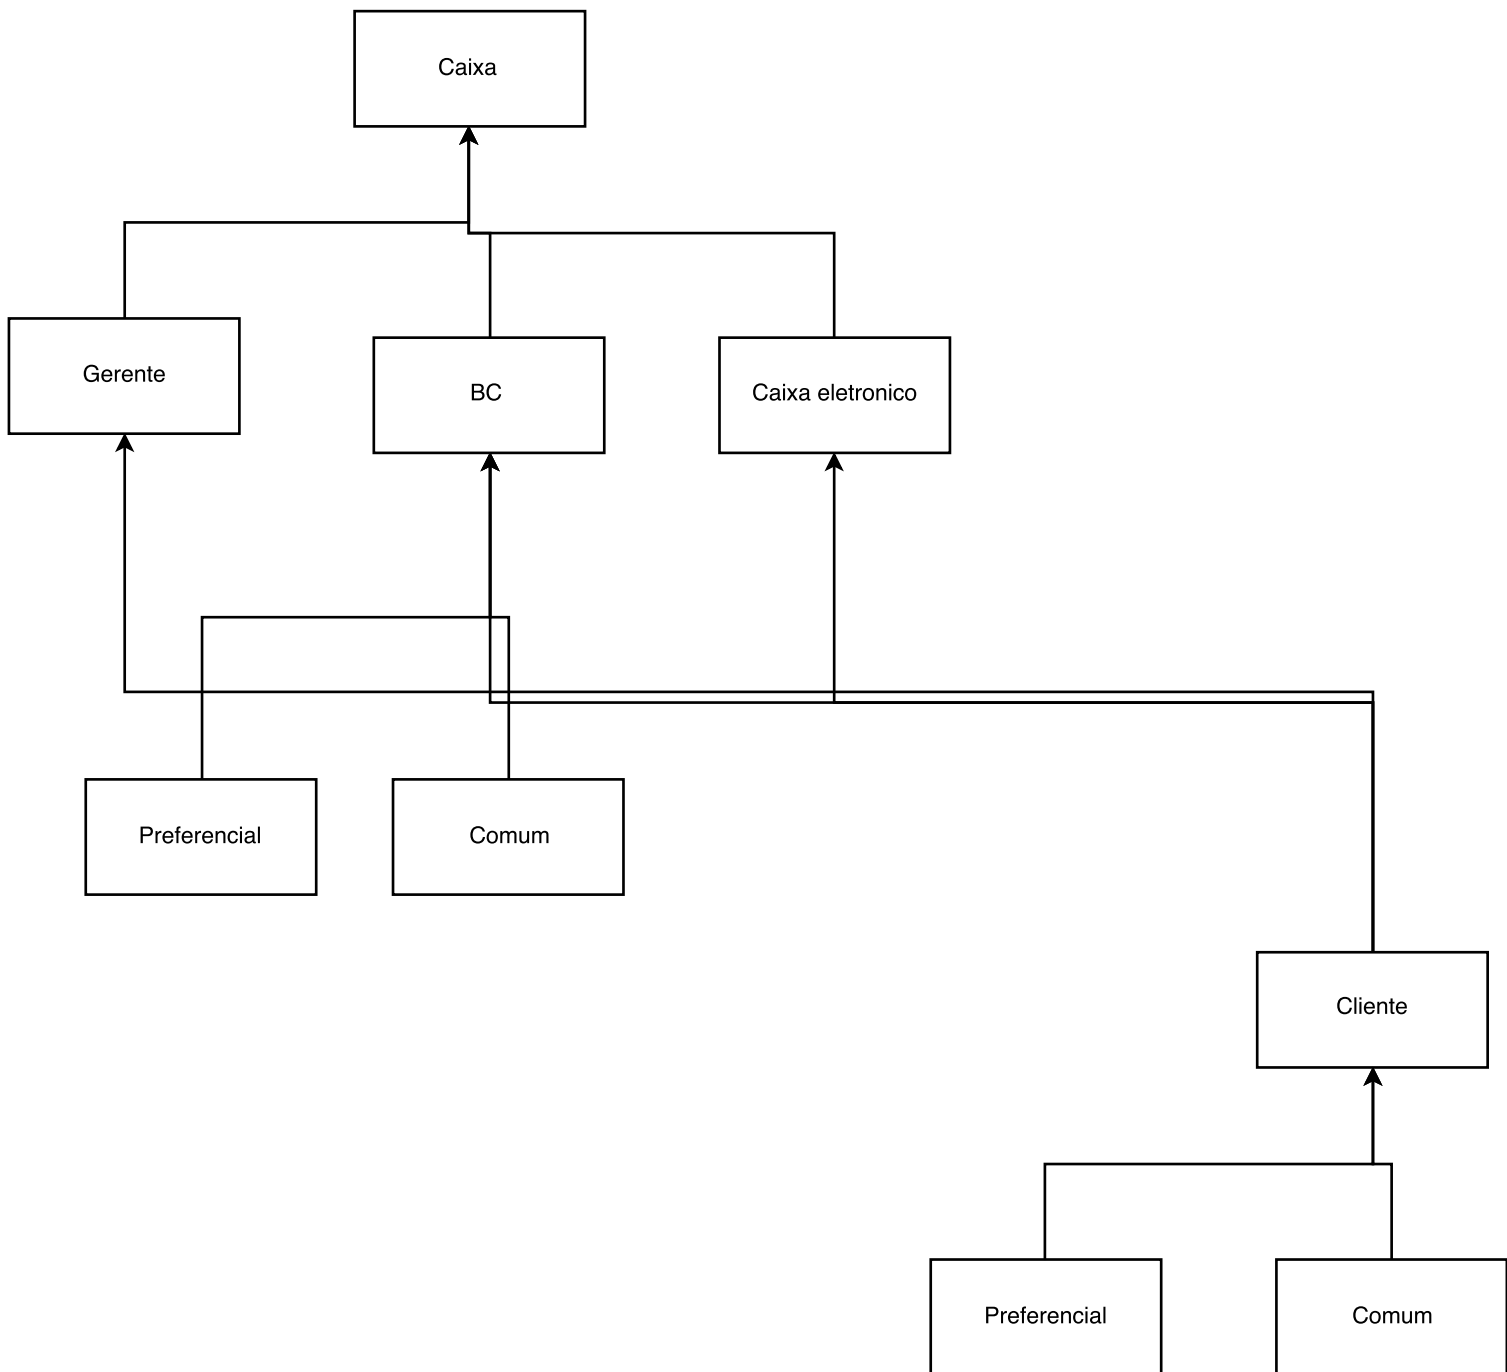 Caixa
Gerente
BC
Caixa eletronico
Preferencial
Comum
Cliente
Preferencial
Comum